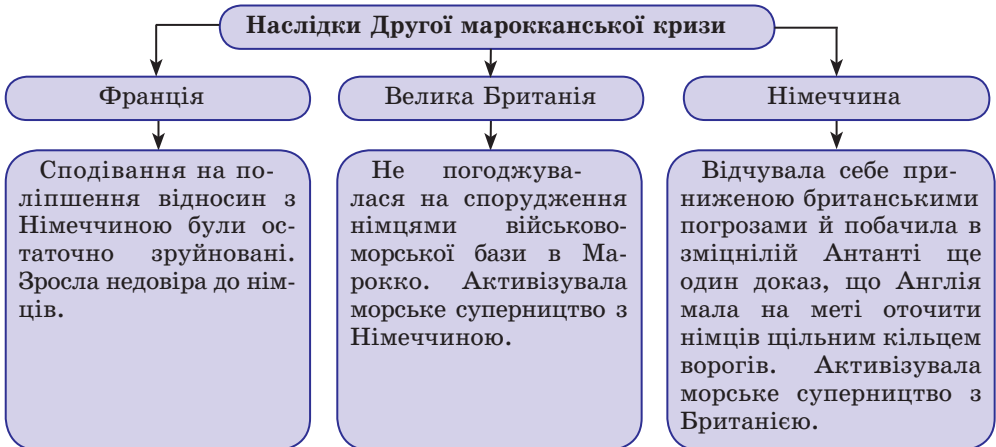 Наслідки Другої марокканської кризи
Франція
Велика Британія
Німеччина
Сподівання на по-
ліпшення відносин з
Німеччиною були ос-
таточно зруйновані.
Зросла недовіра до нім-
ців.
Не погоджува-
лася на спорудження
німцями військово-
морської бази в Ма-
рокко. Активізувала
морське суперництво з
Німеччиною.
Відчувала себе при-
ниженою британськими
погрозами й побачила в
зміцнілій Антанті ще
один доказ, що Англія
мала на меті оточити
німців щільним кільцем
ворогів. Активізувала
морське суперництво з
Британією.